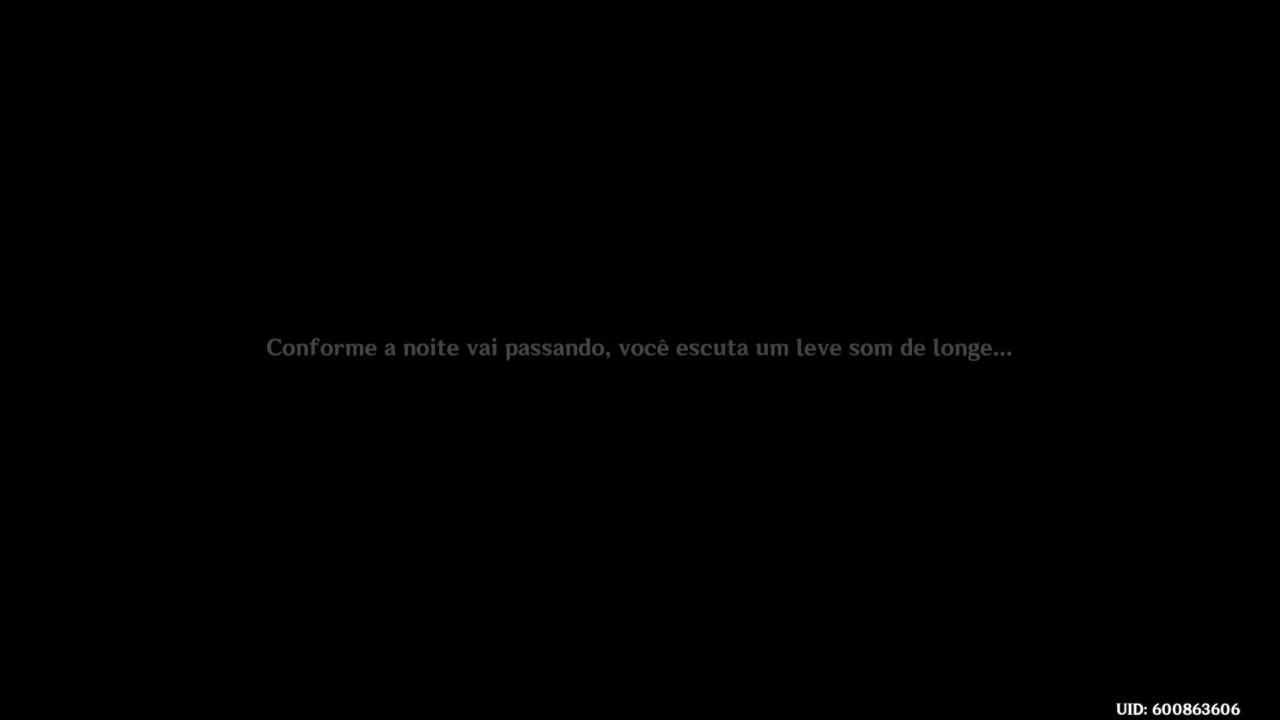 Conforme a noite vai passando, você escuta um leve som de longe...
UID: 600863606